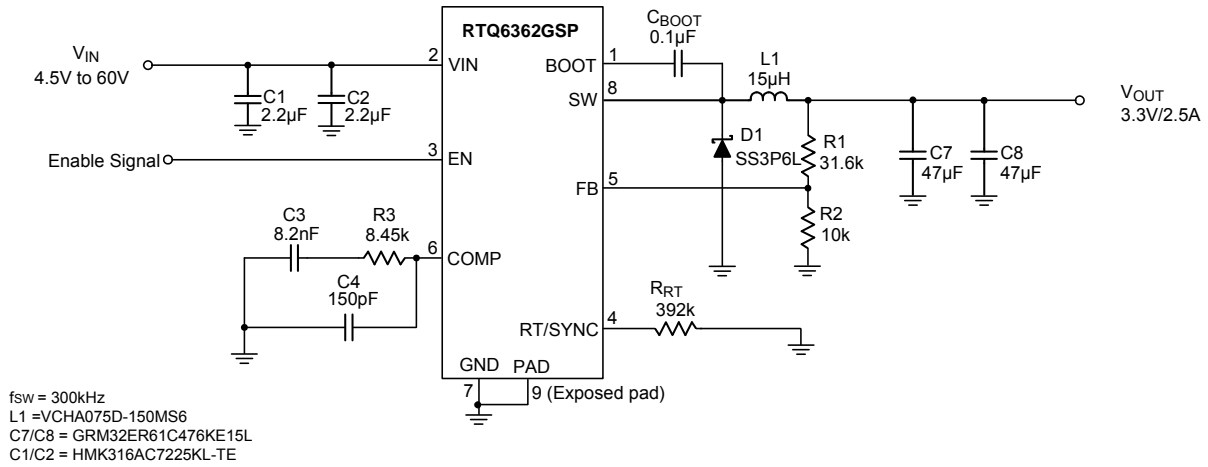 RTQ6362GSP
VIN
4.5V to 60V
2
VIN
C1
2.2µF
C2
2.2µF
Enable Signal
3
EN
C3
8.2nF
R3
8.45k
6
COMP
C4
150pF
BOOT
1
CBOOT
0.1µF
SW
8
L1
15µH
VOUT
3.3V/2.5A
D1
SS3P6L
R1
31.6k
C7
47µF
C8
47µF
FB
5
R2
10k
RT/SYNC
4
RRT
392k
GND
PAD
7
9 (Exposed pad)
fSW = 300kHz
L1 =VCHA075D-150MS6
C7/C8 = GRM32ER61C476KE15L
C1/C2 = HMK316AC7225KL-TE